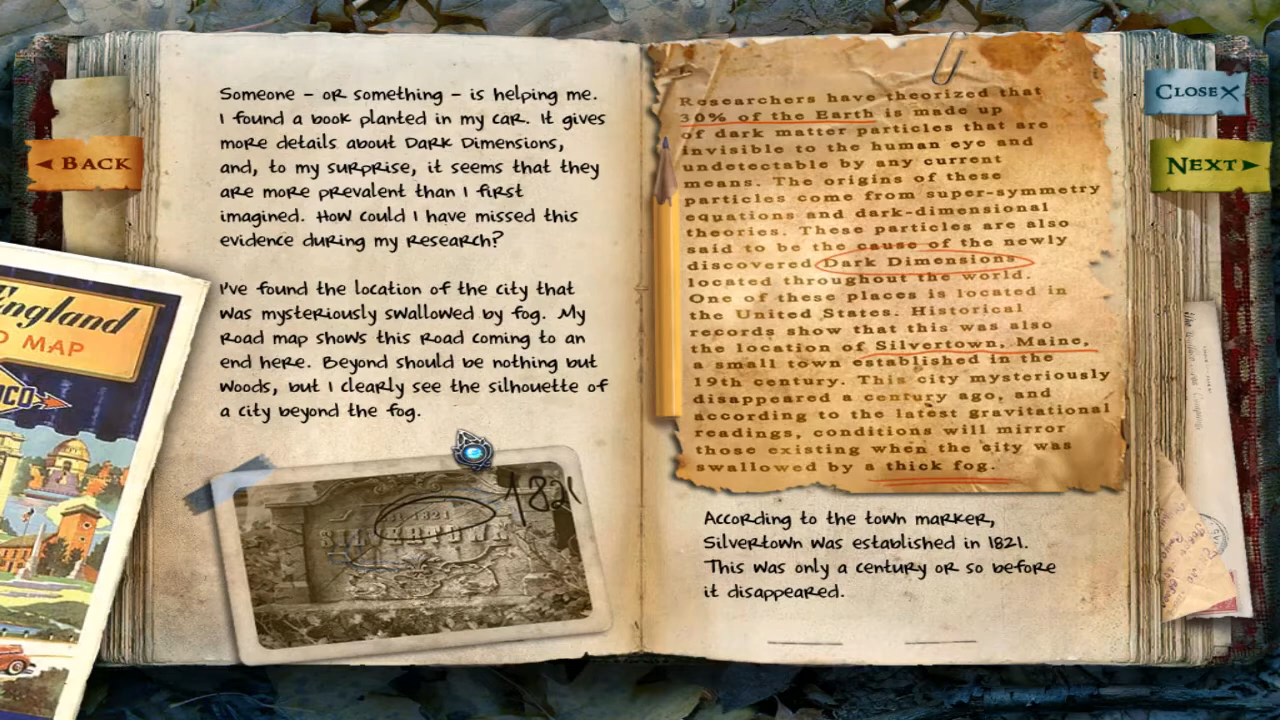 Someone - or something - is helping me.
I found a book planted in my car. It gives
more details about Dark Dimensions,
and, to my surprise, it seems that they
are more prevalent than I first
imagined. How could I have missed this
evidence during my research?
I've found the location of the city that
was mysteriously swallowed by fog. My
road map shows this road coming to an
end here. Beyond should be nothing but
woods, but I clearly see the silhouette of
a city beyond the fog.
1821
SILVERTOWN
1821
Researchers have theorized that
30% of the Earth is made up
of dark matter particles that are
invisible to the human eye and
undetectable by any current
means. The origins of these
particles come from super-symmetry
equations and dark-dimensional
theories. These particles are also
said to be the cause of the newly
discovered Dark Dimensions
located throughout the world.
One of these places is located in
the United States. Historical
records show that this was also
the location of Silvertown, Maine,
a small town established in the
19th century. This city mysteriously
disappeared a century ago, and
according to the latest gravitational
readings, conditions will mirror
those existing when the city was
swallowed by a thick fog.
According to the town marker,
Silvertown was established in 1821.
This was only a century or so before
it disappeared.
BACK
CLOSE X
NEXT
England
MAP
CO